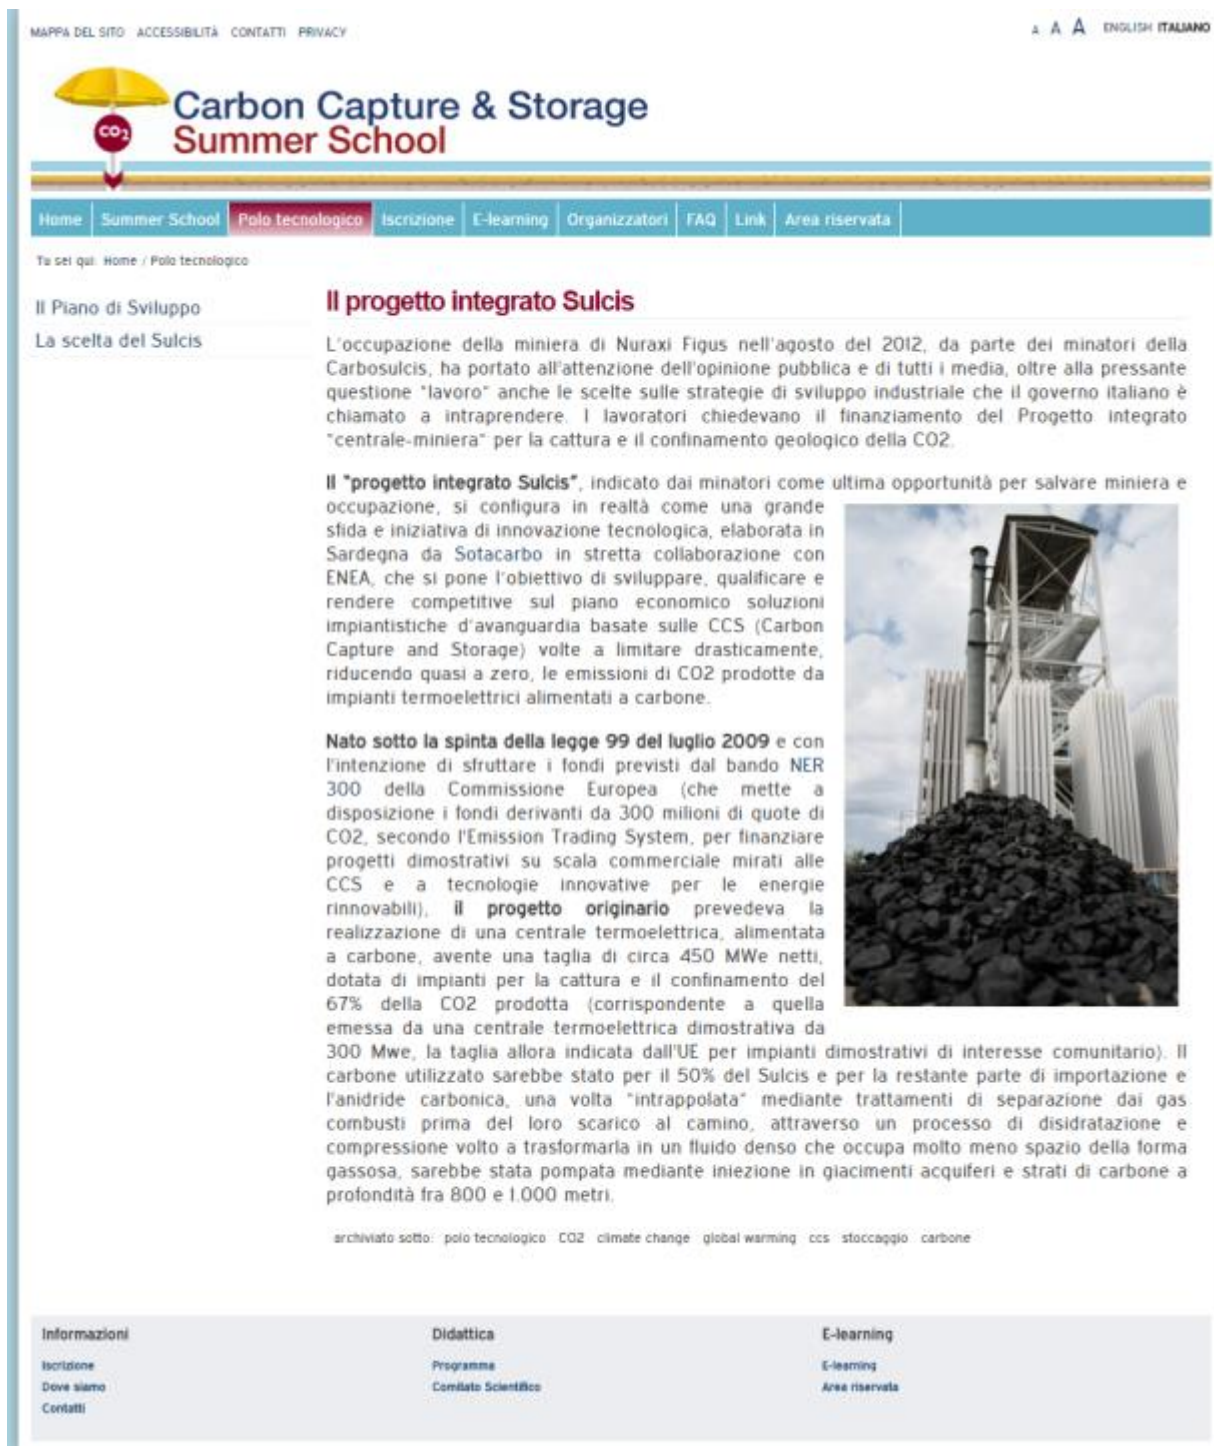 MAPPA DEL SITO ACCESSIBILITÀ CONTATTI PRIVACY
A A A ENGLISH ITALIANO
CO2
Carbon Capture & Storage
Summer School
Home Summer School Polo tecnologico Iscrizione E-learning Organizzatori FAQ Link Area riservata
Tu sei qui: Home / Polo tecnologico
Il Piano di Sviluppo
La scelta del Sulcis
Il progetto integrato Sulcis
L'occupazione della miniera di Nuraxi Figus nell'agosto del 2012, da parte dei minatori della
Carbosulcis, ha portato all'attenzione dell'opinione pubblica e di tutti i media, oltre alla pressante
questione "lavoro" anche le scelte sulle strategie di sviluppo industriale che il governo italiano è
chiamato a intraprendere. I lavoratori chiedevano il finanziamento del Progetto integrato
"centrale-miniera" per la cattura e il confinamento geologico della CO2.
Il "progetto integrato Sulcis", indicato dai minatori come ultima opportunità per salvare miniera e
occupazione, si configura in realtà come una grande
sfida e iniziativa di innovazione tecnologica, elaborata in
Sardegna da Sotacarbo in stretta collaborazione con
ENEA, che si pone l'obiettivo di sviluppare, qualificare e
rendere competitive sul piano economico soluzioni
impiantistiche d'avanguardia basate sulle CCS (Carbon
Capture and Storage) volte a limitare drasticamente,
riducendo quasi a zero, le emissioni di CO2 prodotte da
impianti termoelettrici alimentati a carbone.
Nato sotto la spinta della legge 99 del luglio 2009 e con
l'intenzione di sfruttare i fondi previsti dal bando NER
300 della Commissione Europea (che mette a
disposizione i fondi derivanti da 300 milioni di quote di
CO2, secondo l'Emission Trading System, per finanziare
progetti dimostrativi su scala commerciale mirati alle
CCS e a tecnologie innovative per le energie
rinnovabili), il progetto originario prevedeva la
realizzazione di una centrale termoelettrica, alimentata
a carbone, avente una taglia di circa 450 MWe netti,
dotata di impianti per la cattura e il confinamento del
67% della CO2 prodotta (corrispondente a quella
emessa da una centrale termoelettrica dimostrativa da
300 Mwe, la taglia allora indicata dall'UE per impianti dimostrativi di interesse comunitario). Il
carbone utilizzato sarebbe stato per il 50% del Sulcis e per la restante parte di importazione e
l'anidride carbonica, una volta "intrappolata" mediante trattamenti di separazione dai gas
combusti prima del loro scarico al camino, attraverso un processo di disidratazione e
compressione volto a trasformarla in un fluido denso che occupa molto meno spazio della forma
gassosa, sarebbe stata pompata mediante iniezione in giacimenti acquiferi e strati di carbone a
profondità fra 800 e 1.000 metri.
archiviato sotto: polo tecnologico CO2 climate change global warming ccs stoccaggio carbone
Informazioni
Iscrizione
Dove siamo
Contatti
Didattica
Programma
Comitato Scientifico
E-learning
E-learning
Area riservata